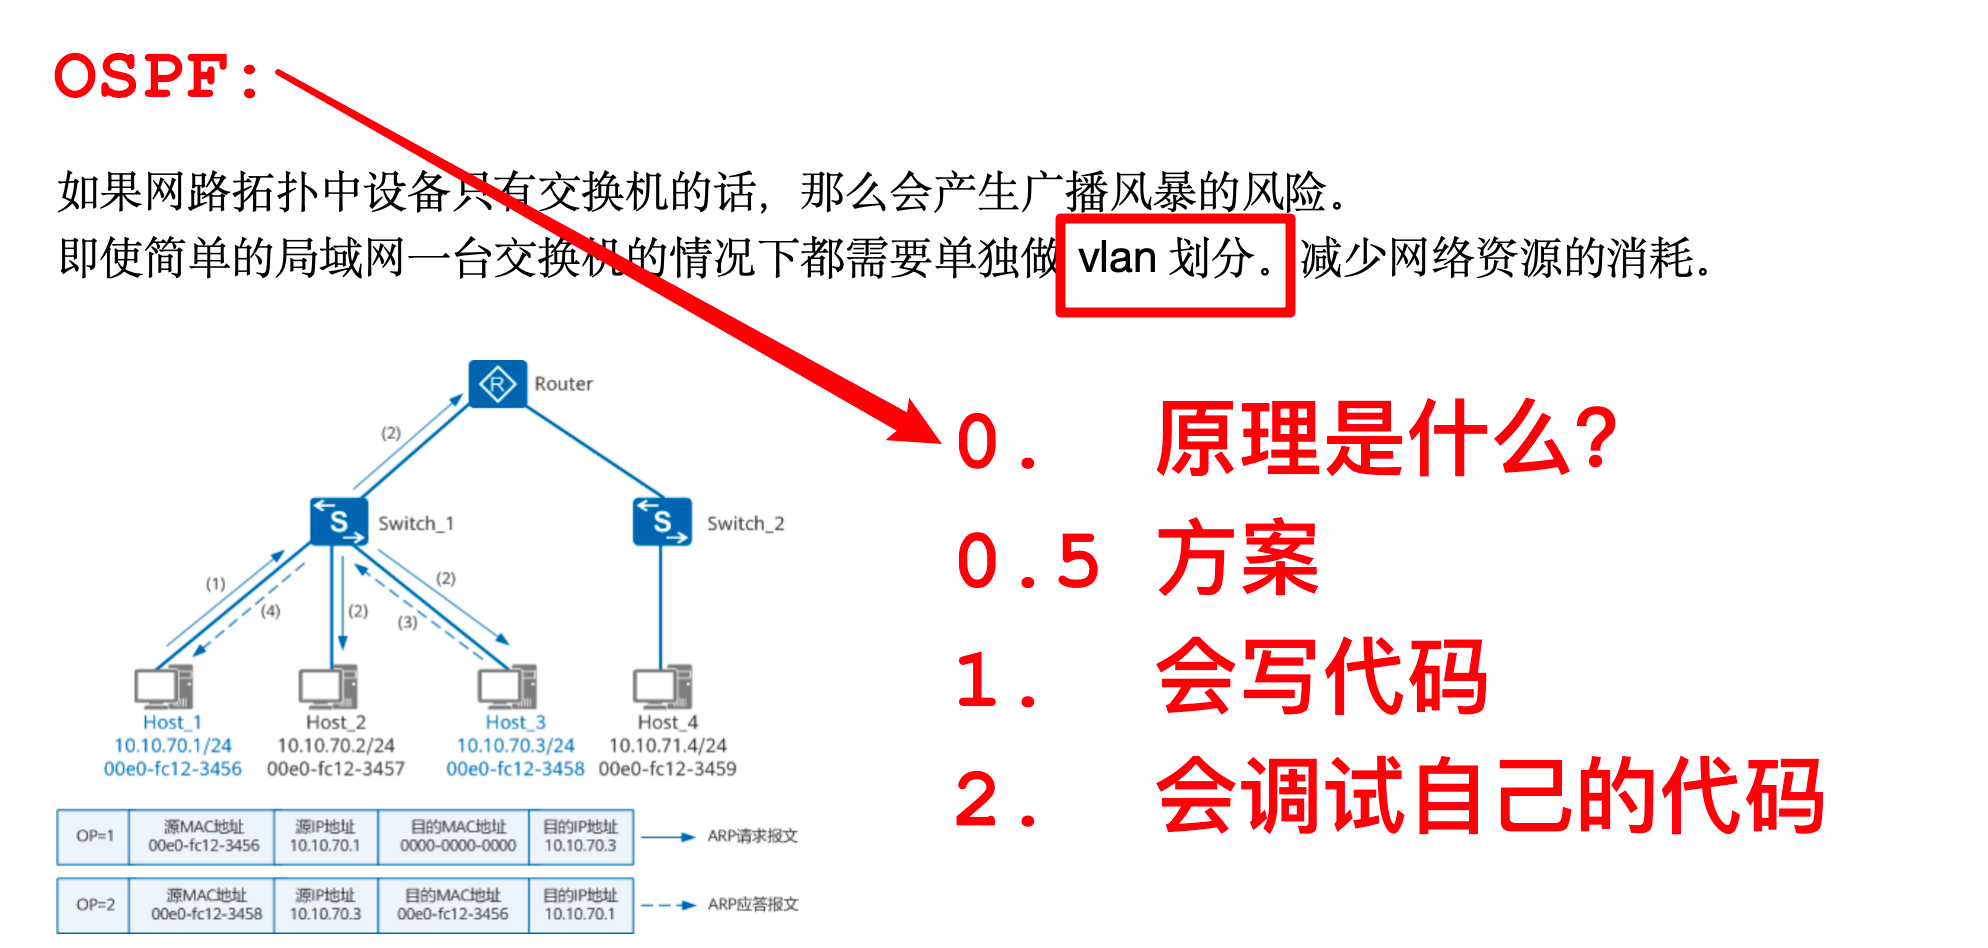 OSPF:
如果网路拓扑中设备只有交换机的话，那么会产生广播风暴的风险。
即使简单的局域网一台交换机的情况下都需要单独做 vlan 划分。减少网络资源的消耗。
Router
(2)
Switch_1
Switch_2
(1)
(4)
(2)
(3)
(2)
Host_1
10.10.70.1/24
00e0-fc12-3456
Host_2
10.10.70.2/24
00e0-fc12-3457
Host_3
10.10.70.3/24
00e0-fc12-3458
Host_4
10.10.71.4/24
00e0-fc12-3459
OP=1 源MAC地址 源IP地址 目的MAC地址 目的IP地址 ARP请求报文
00e0-fc12-3456 10.10.70.1 0000-0000-0000 10.10.70.3
OP=2 源MAC地址 源IP地址 目的MAC地址 目的IP地址 ARP应答报文
00e0-fc12-3458 10.10.70.3 00e0-fc12-3456 10.10.70.1
0. 原理是什么？
0.5 方案
1. 会写代码
2. 会调试自己的代码